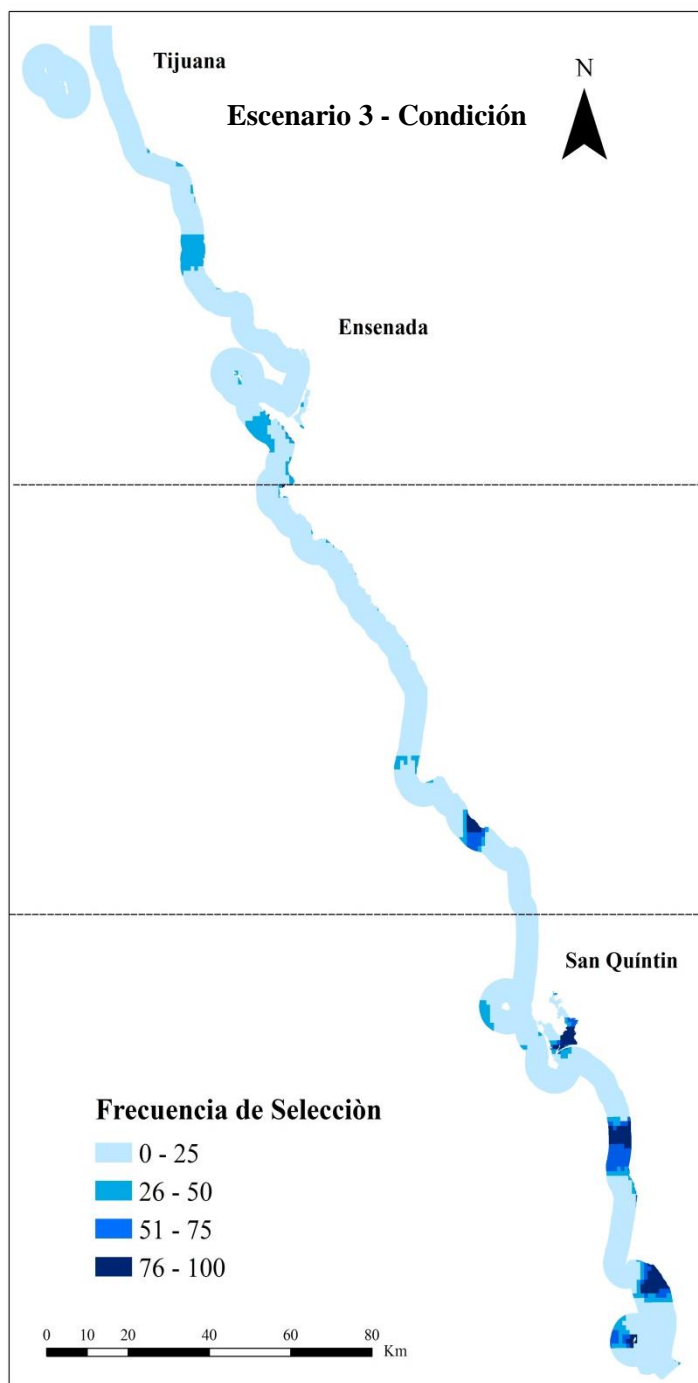 Tijuana
N
Escenario 3 - Condición
Ensenada
San Quíntin
Frecuencia de Selecciòn
0 - 25
26 - 50
51 - 75
76 - 100
0 10 20 40 60 80
Km